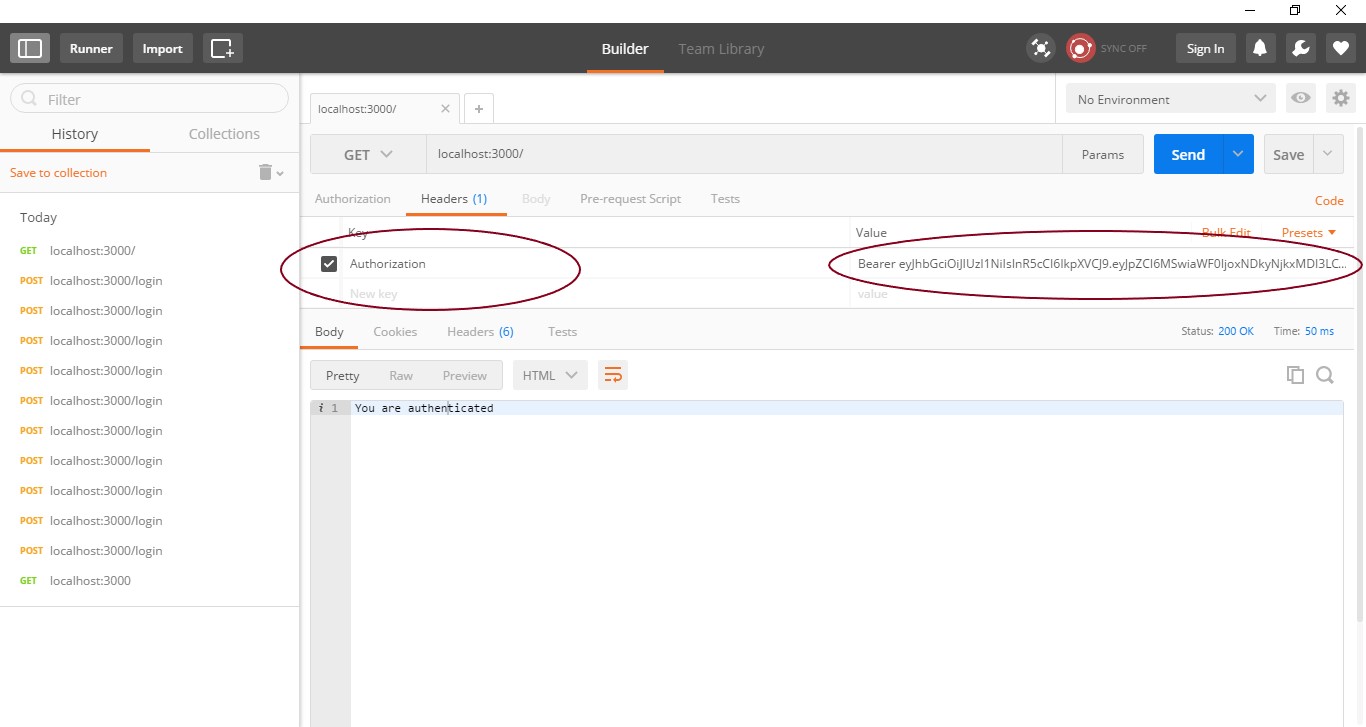 Runner Import Builder Team Library SYNC OFF Sign In
Filter
History Collections
Save to collection
Today
GET localhost:3000/
POST localhost:3000/login
POST localhost:3000/login
POST localhost:3000/login
POST localhost:3000/login
POST localhost:3000/login
POST localhost:3000/login
POST localhost:3000/login
POST localhost:3000/login
POST localhost:3000/login
POST localhost:3000/login
GET localhost:3000
localhost:3000/ No Environment
GET localhost:3000/ Params Send Save
Authorization Headers (1) Body Pre-request Script Tests Code
Key Value Bulk Edit Presets
Authorization Bearer eyJhbGciOiJIUzI1NiIsInR5cCI6IkpXVCJ9.eyJpZCI6MSwiaWF0IjoxNDkyNjkxMDI3LC...
New key value
Body Cookies Headers (6) Tests Status: 200 OK Time: 50 ms
Pretty Raw Preview HTML
i 1 You are authenticated